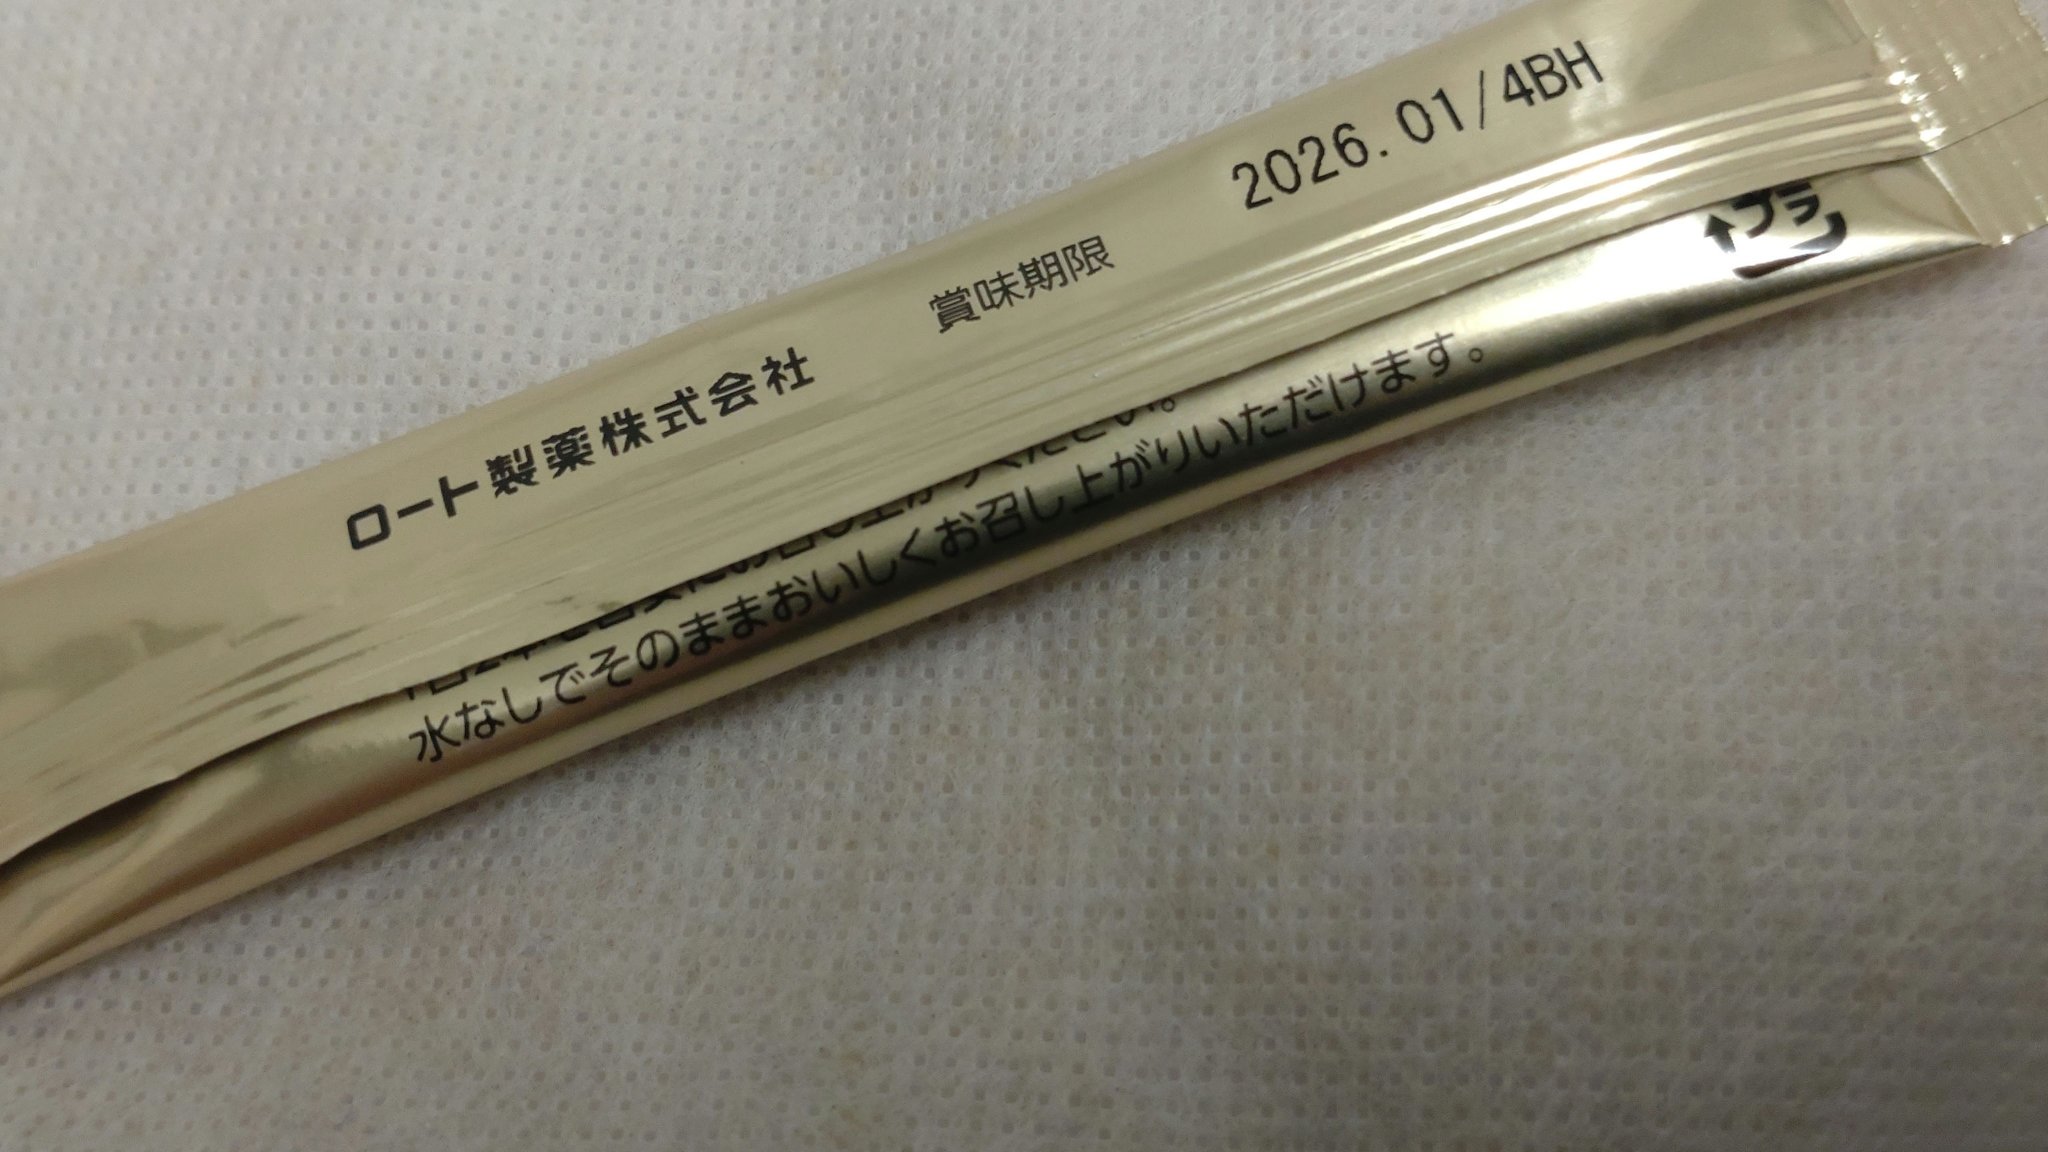 ロート製薬株式会社 賞味期限 2026.01/4BH
プラ
水なしでそのままおいしくお召し上がりいただけます。